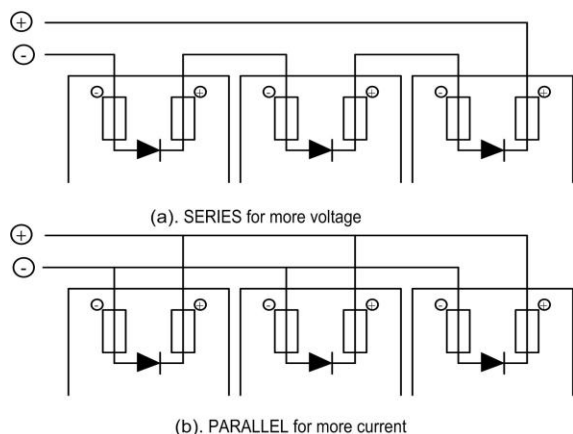 +
-
- + - + - +
(a). SERIES for more voltage
+
-
- + - + - +
(b). PARALLEL for more current